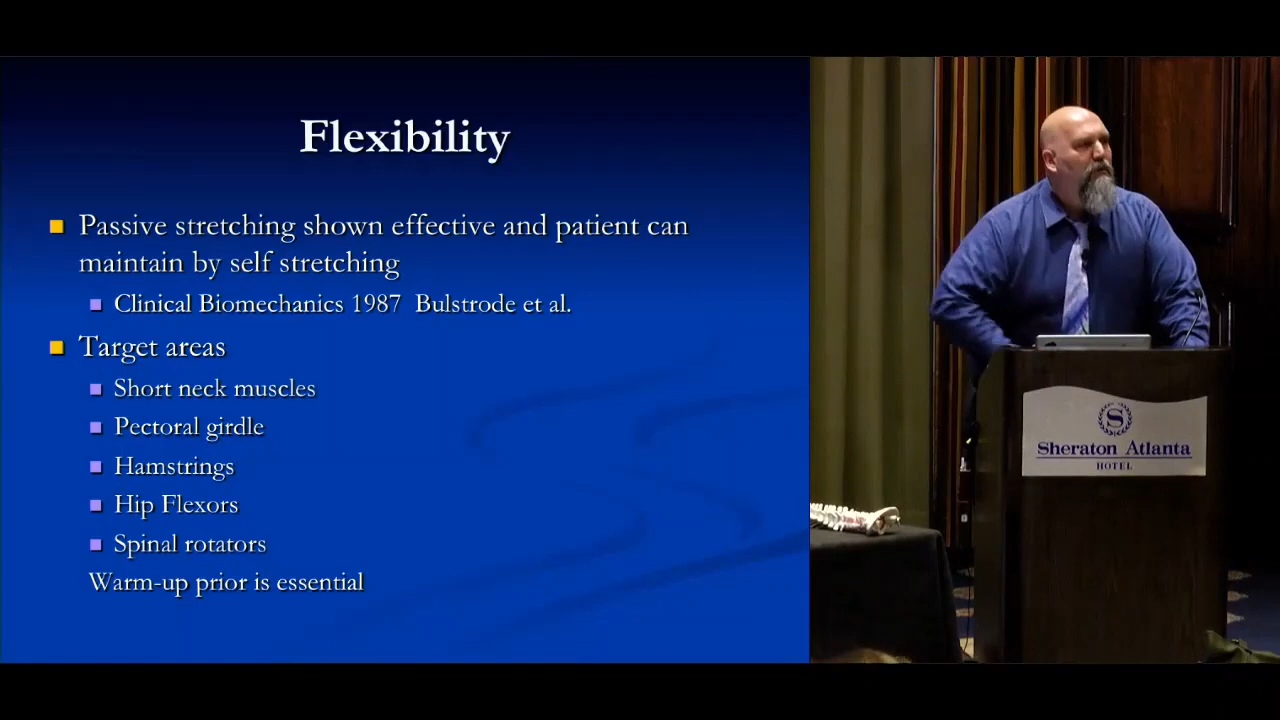 Flexibility
Passive stretching shown effective and patient can
maintain by self stretching
Clinical Biomechanics 1987 Bulstrode et al.
Target areas
Short neck muscles
Pectoral girdle
Hamstrings
Hip Flexors
Spinal rotators
Warm-up prior is essential
S
Sheraton Atlanta
HOTEL